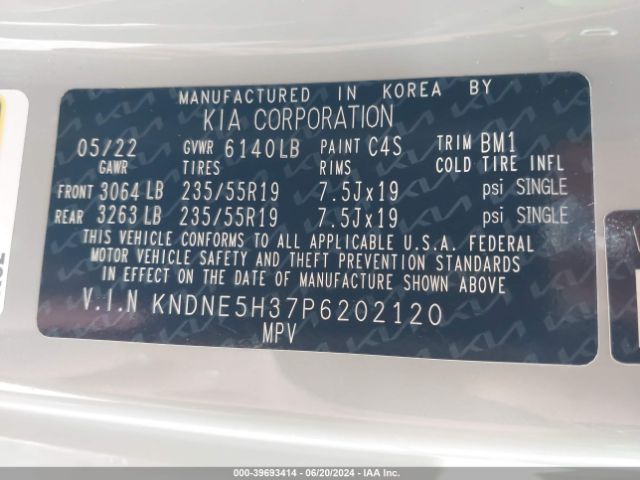 MANUFACTURED IN KOREA BY
KIA CORPORATION
05/22 GVWR 6140LB PAINT C4S TRIM BM1
GAWR TIRES RIMS COLD TIRE INFL
FRONT 3064 LB 235/55R19 7.5Jx19 psi SINGLE
REAR 3263 LB 235/55R19 7.5Jx19 psi SINGLE
THIS VEHICLE CONFORMS TO ALL APPLICABLE U.S.A. FEDERAL
MOTOR VEHICLE SAFETY AND THEFT PREVENTION STANDARDS
IN EFFECT ON THE DATE OF MANUFACTURE SHOWN ABOVE
V.I.N KNDNE5H37P6202120
MPV
000-39693414 - 06/20/2024 - IAA Inc.